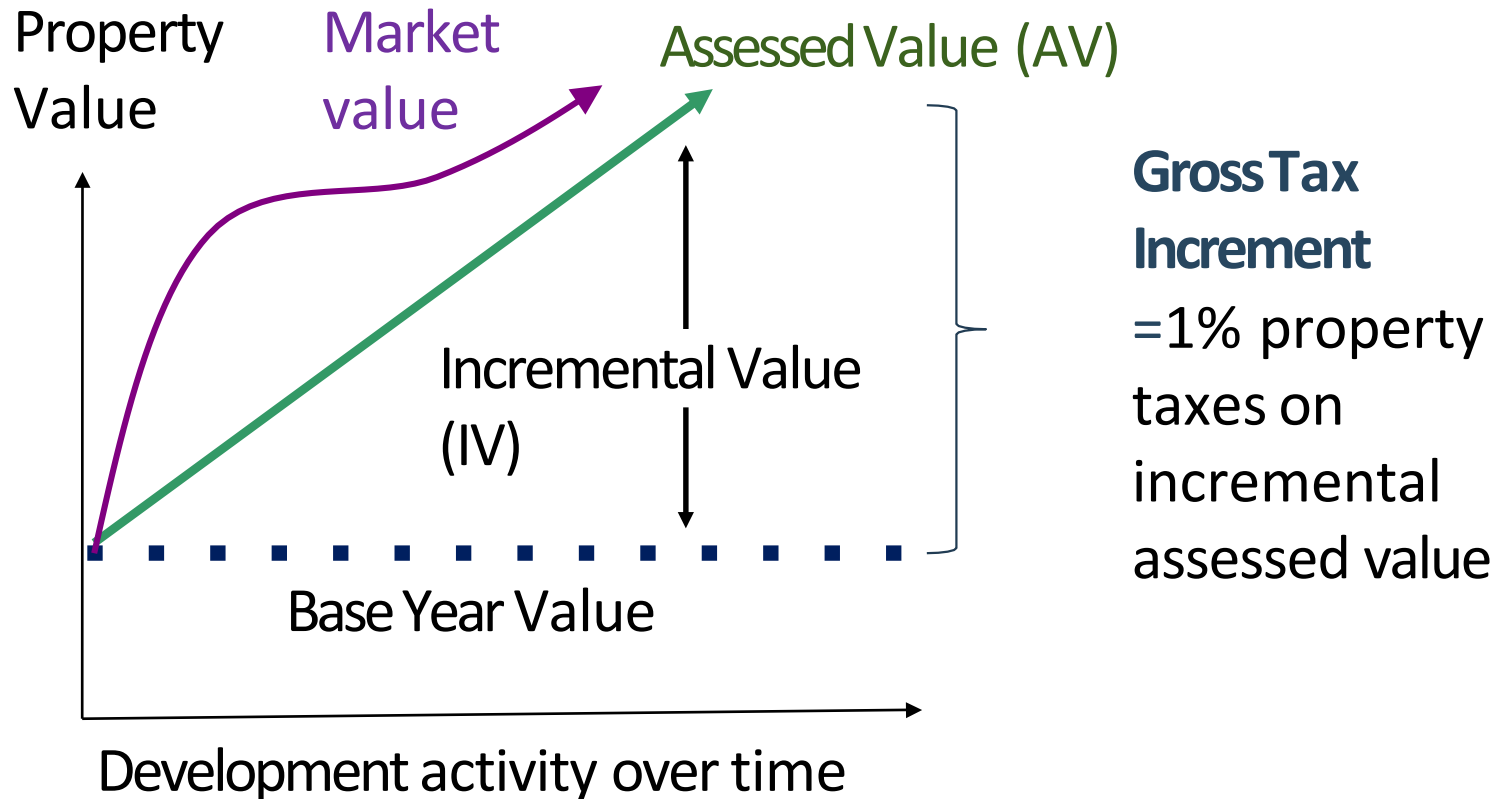 Property
Value
Market
value
Assessed Value (AV)
Gross Tax
Increment
=1% property
taxes on
incremental
assessed value
Incremental Value
(IV)
Base Year Value
Development activity over time